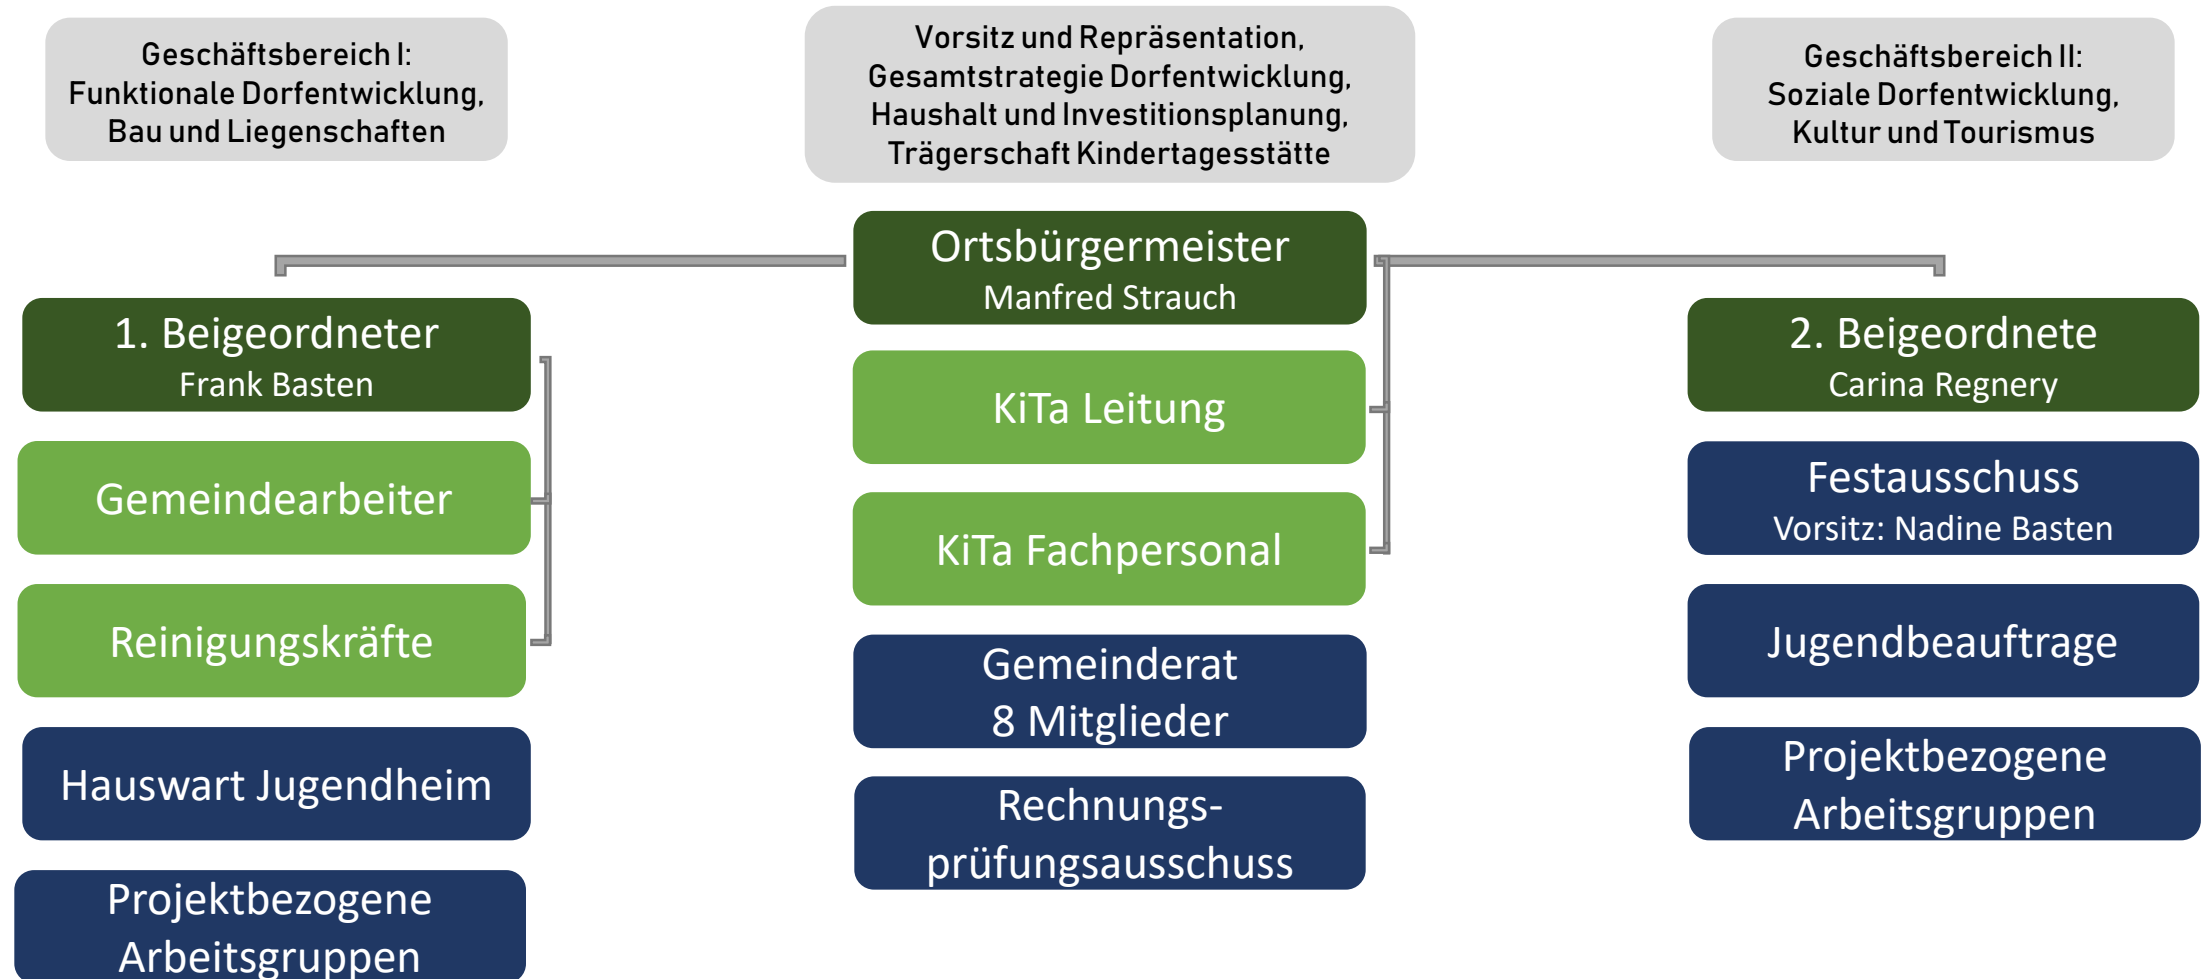 Geschäftsbereich I:
Funktionale Dorfentwicklung,
Bau und Liegenschaften
Vorsitz und Repräsentation,
Gesamtstrategie Dorfentwicklung,
Haushalt und Investitionsplanung,
Trägerschaft Kindertagesstätte
Geschäftsbereich II:
Soziale Dorfentwicklung,
Kultur und Tourismus
Ortsbürgermeister
Manfred Strauch
1. Beigeordneter
Frank Basten
Gemeindearbeiter
Reinigungskräfte
Hauswart Jugendheim
Projektbezogene
Arbeitsgruppen
KiTa Leitung
KiTa Fachpersonal
Gemeinderat
8 Mitglieder
Rechnungs-
prüfungsausschuss
2. Beigeordnete
Carina Regnery
Festausschuss
Vorsitz: Nadine Basten
Jugendbeauftrage
Projektbezogene
Arbeitsgruppen